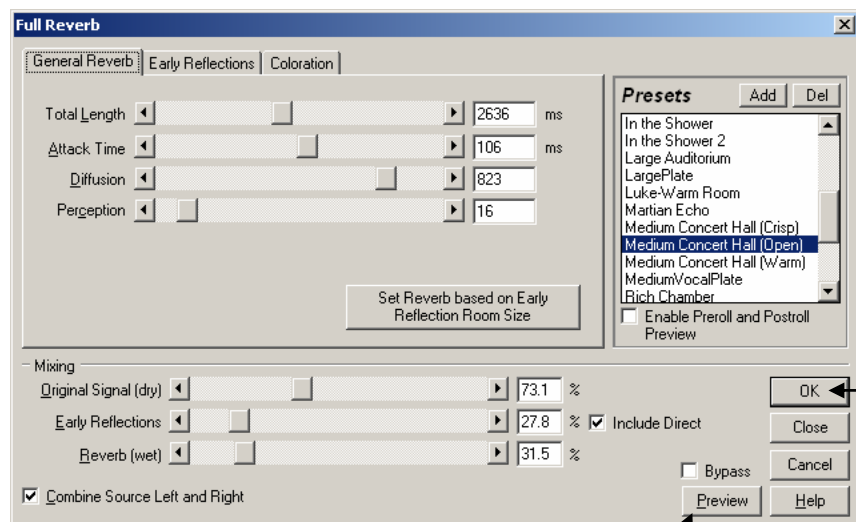 Full Reverb
General Reverb Early Reflections Coloration
Total Length 2636 ms
Attack Time 106 ms
Diffusion 823
Perception 16
Set Reverb based on Early
Reflection Room Size
Presets Add Del
In the Shower
In the Shower 2
Large Auditorium
LargePlate
Luke-Warm Room
Martian Echo
Medium Concert Hall (Crisp)
Medium Concert Hall (Open)
Medium Concert Hall (Warm)
MediumVocalPlate
Rich Chamber
Enable Preroll and Postroll
Preview
Mixing
Original Signal (dry) 73.1 %
Early Reflections 27.8 % Include Direct
Reverb (wet) 31.5 %
Combine Source Left and Right
Bypass
Preview
OK
Close
Cancel
Help